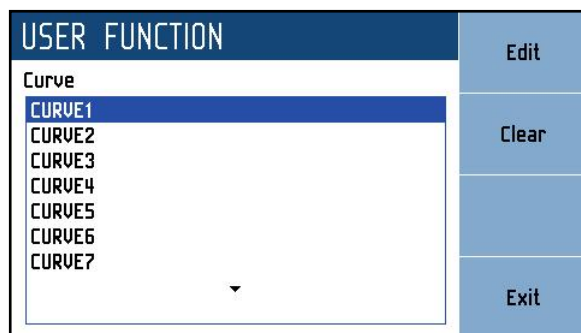 USER FUNCTION
Curve
CURVE1
CURVE2
CURVE3
CURVE4
CURVE5
CURVE6
CURVE7
Edit
Clear
Exit